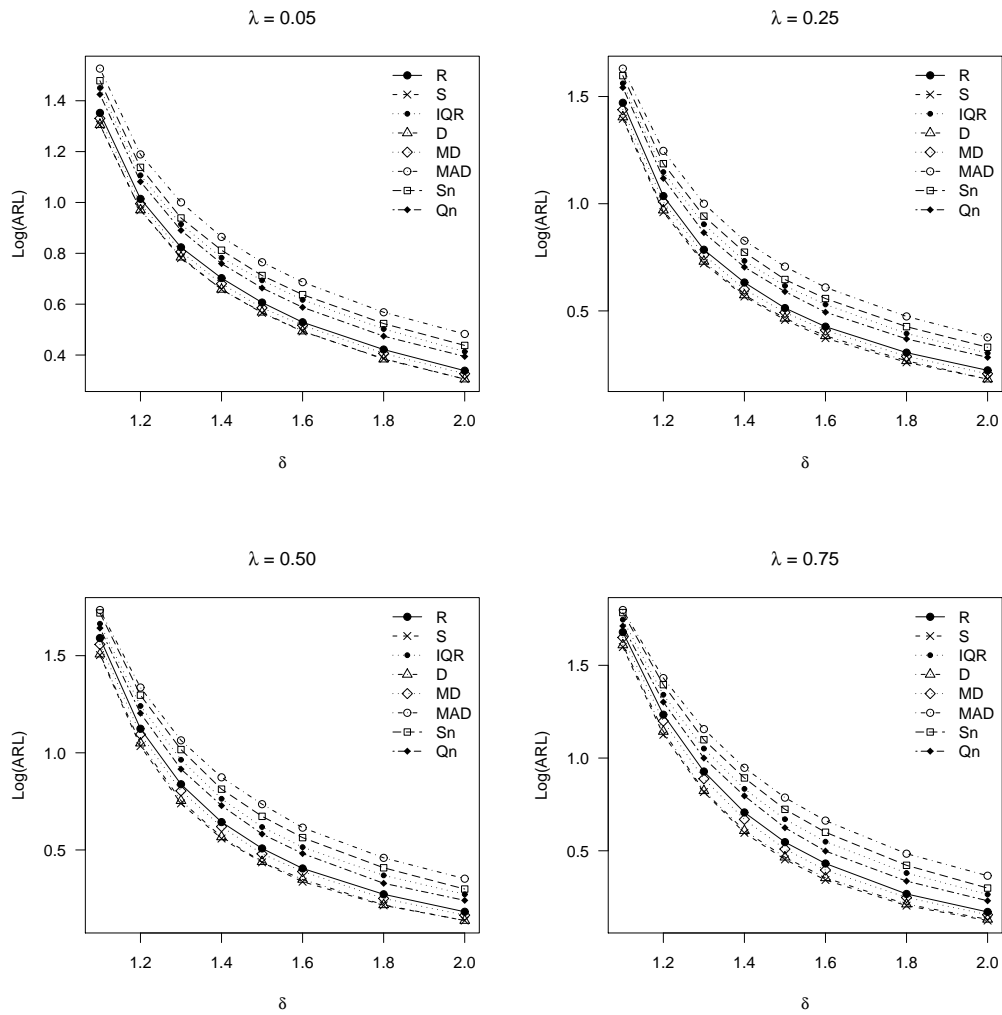 λ = 0.05
Log(ARL)
1.4
1.2
1.0
0.8
0.6
0.4
R
S
IQR
D
MD
MAD
Sn
Qn
1.2 1.4 1.6 1.8 2.0
δ
λ = 0.25
Log(ARL)
1.5
1.0
0.5
R
S
IQR
D
MD
MAD
Sn
Qn
1.2 1.4 1.6 1.8 2.0
δ
λ = 0.50
Log(ARL)
1.5
1.0
0.5
R
S
IQR
D
MD
MAD
Sn
Qn
1.2 1.4 1.6 1.8 2.0
δ
λ = 0.75
Log(ARL)
1.5
1.0
0.5
R
S
IQR
D
MD
MAD
Sn
Qn
1.2 1.4 1.6 1.8 2.0
δ